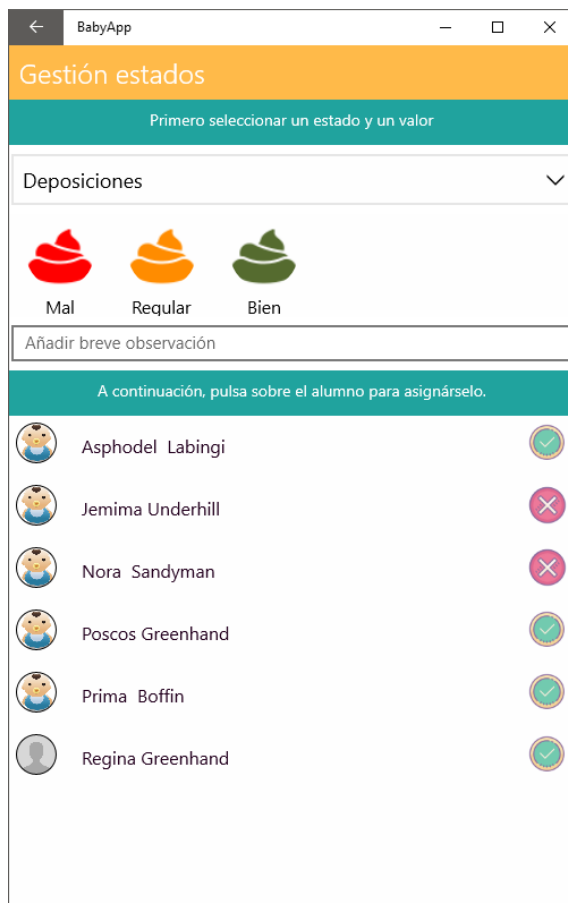 BabyApp
Gestión estados
Primero seleccionar un estado y un valor
Deposiciones
Mal Regular Bien
Añadir breve observación
A continuación, pulsa sobre el alumno para asignárselo.
Asphodel Labingi
Jemima Underhill
Nora Sandyman
Poscos Greenhand
Prima Boffin
Regina Greenhand